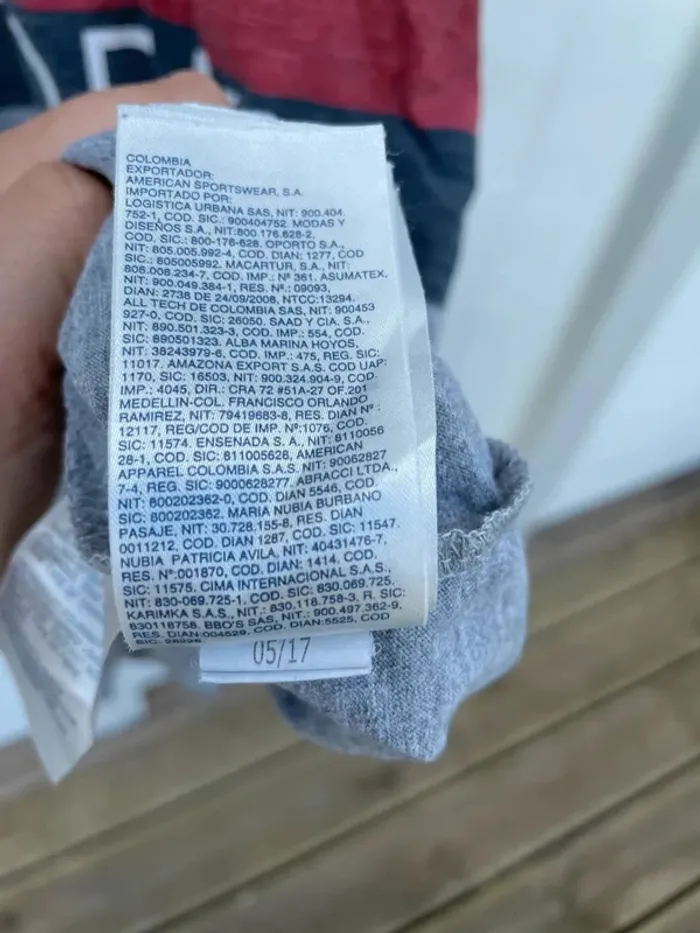 COLOMBIA
EXPORTADOR:
AMERICAN SPORTSWEAR, S.A.
IMPORTADO POR:
LOGISTICA URBANA SAS, NIT: 900.404.
752-1, COD. SIC.: 900404752. MODAS Y
DISEÑOS S.A., NIT:800.176.628-2,
COD. SIC.: 800-176-628. OPORTO S.A.,
NIT: 805.005.992-4, COD. DIAN: 1277, COD
SIC.: 805005992. MACARTUR, S.A., NIT:
806.008.234-7, COD. IMP.: Nº 361. ASUMATEX,
NIT: 900.049.384-1, RES. Nº.: 09093,
DIAN: 2738 DE 24/09/2008, NTCC:13294.
ALL TECH DE COLOMBIA SAS, NIT: 900453
927-0, COD. SIC: 26050. SAAD Y CIA, S.A.,
NIT: 890.501.323-3, COD. IMP.: 554, COD.
SIC: 890501323. ALBA MARINA HOYOS,
NIT: 38243979-6, COD. IMP.: 475, REG. SIC:
11017. AMAZONA EXPORT S.A.S. COD UAP:
1170, SIC: 16503, NIT: 900.324.904-9, COD.
IMP.: 4045, DIR.: CRA 72 #51A-27 OF.201
MEDELLIN-COL. FRANCISCO ORLANDO
RAMIREZ, NIT: 79419683-8, RES. DIAN Nº :
12117, REG/COD DE IMP. Nº:1076, COD.
SIC: 11574. ENSENADA S. A., NIT: 8110056
28-1, COD. SIC: 811005628, AMERICAN
APPAREL COLOMBIA S.A.S. NIT: 90062827
7-4, REG. SIC: 9000628277. ABRACCI LTDA.,
NIT: 800202362-0, COD. DIAN 5546, COD.
SIC: 800202362. MARIA NUBIA BURBANO
PASAJE, NIT: 30.728.155-8, RES. DIAN
0011212, COD. DIAN 1287, COD. SIC: 11547.
NUBIA PATRICIA AVILA, NIT: 40431476-7,
RES. Nº:001870, COD. DIAN: 1414, COD.
SIC: 11575. CIMA INTERNACIONAL S.A.S.,
NIT: 830-069.725-1, COD. SIC: 830.069.725.
KARIMKA S.A.S., NIT.: 830.118.758-3, R. SIC:
830118758. BBO'S SAS, NIT.: 900.497.362-9,
RES. DIAN:004529, COD. DIAN:5525, COD
SIC:
05/17